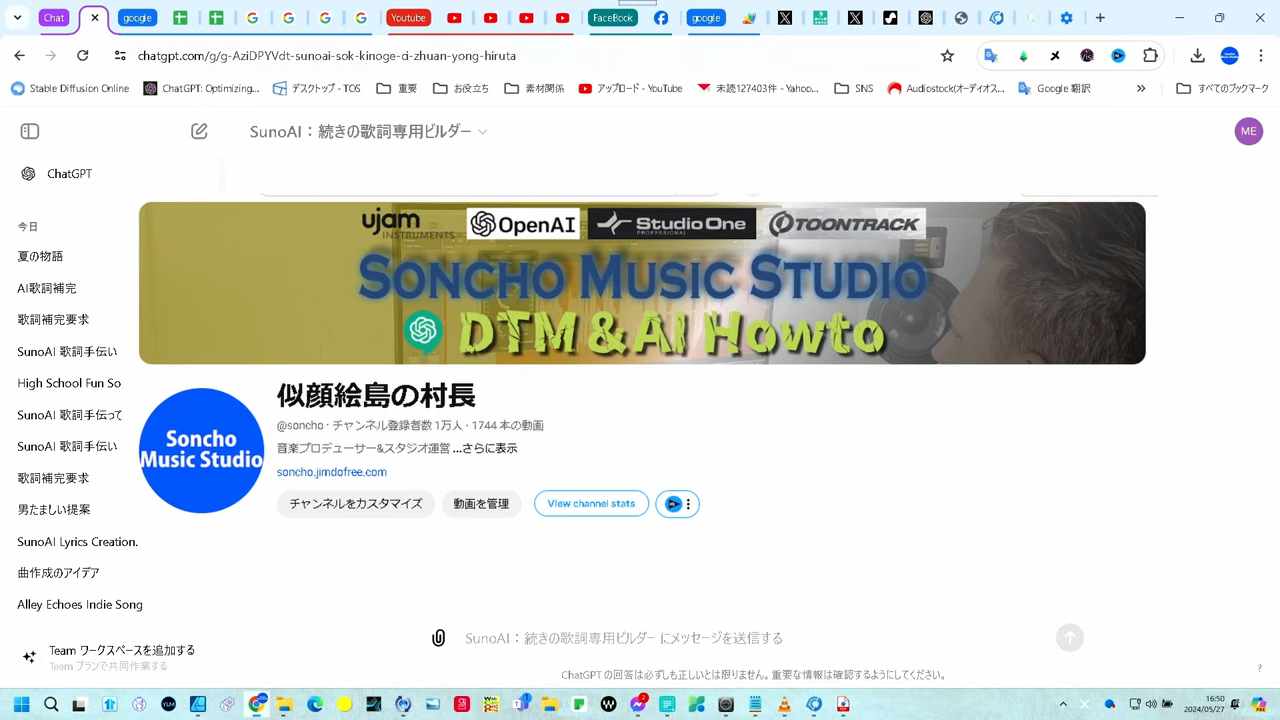 Chat
google
Youtube
FaceBook
google
chatgpt.com/g/g-AziDPYVdt-sunoai-sok-kinoge-ci-zhuan-yong-hiruta
Stable Diffusion Online
ChatGPT: Optimizing...
デスクトップ - TOS
重要
お役立ち
素材関係
アップロード - YouTube
未読127403件 - Yahoo...
SNS
Audiostock(オーディオス...
Google 翻訳
»
すべてのブックマーク
SunoAI:続きの歌詞専用ビルダー
ME
ChatGPT
今日
夏の物語
AI歌詞補完
歌詞補完要求
SunoAI 歌詞手伝い
High School Fun So
SunoAI 歌詞手伝って
SunoAI 歌詞手伝い
歌詞補完要求
男たましい提案
SunoAI Lyrics Creation.
曲作成のアイデア
Alley Echoes Indie Song
Team ワークスペースを追加する
Team プランで共同作業する
ujam
INSTRUMENTS
OpenAI
Studio One
PROFESSIONAL
TOONTRACK
SONCHO MUSIC STUDIO
DTM&AI Howto
Soncho
Music Studio
似顔絵島の村長
@soncho · チャンネル登録者数 1万人 · 1744 本の動画
音楽プロデューサー&スタジオ運営 ...さらに表示
soncho.jimdofree.com
チャンネルをカスタマイズ
動画を管理
View channel stats
SunoAI:続きの歌詞専用ビルダー にメッセージを送信する
ChatGPT の回答は必ずしも正しいとは限りません。重要な情報は確認するようにしてください。
?
16:50
2024/05/27